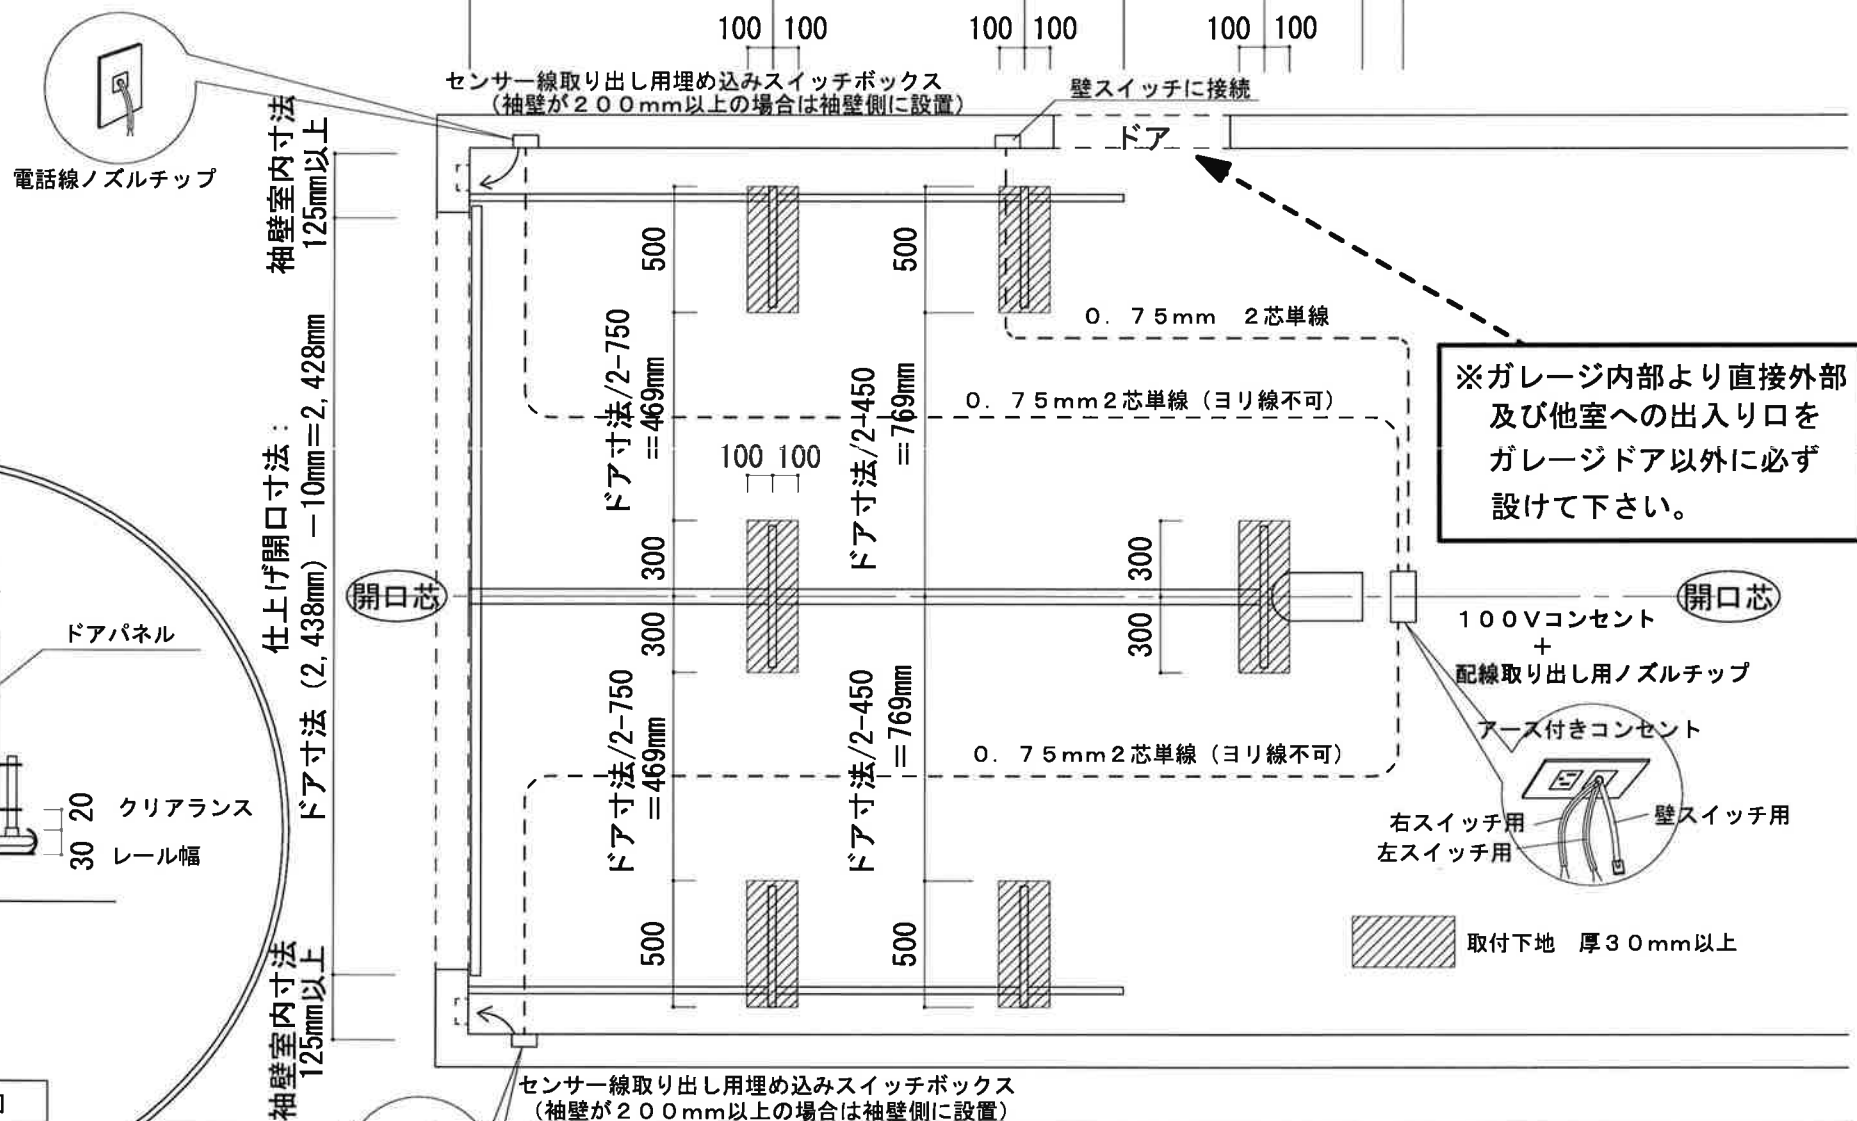 100 100
100 100
100 100
センサー線取り出し用埋め込みスイッチボックス
(袖壁が200mm以上の場合は袖壁側に設置)
壁スイッチに接続
ドア
電話線ノズルチップ
袖壁室内寸法
125mm以上
500
500
0.75mm 2芯単線
ドア寸法/2-750
=469mm
ドア寸法/2-450
=769mm
0.75mm2芯単線(ヨリ線不可)
※ガレージ内部より直接外部
及び他室への出入り口を
ガレージドア以外に必ず
設けて下さい。
仕上げ開口寸法:
ドア寸法(2,438mm)-10mm=2,428mm
100 100
300
300
300
300
開口芯
開口芯
100Vコンセント
+
配線取り出し用ノズルチップ
ドアパネル
ドア寸法/2-750
=469mm
ドア寸法/2-450
=769mm
0.75mm2芯単線(ヨリ線不可)
アース付きコンセント
右スイッチ用
左スイッチ用
壁スイッチ用
20 クリアランス
30 レール幅
500
500
取付下地 厚30mm以上
袖壁室内寸法
125mm以上
センサー線取り出し用埋め込みスイッチボックス
(袖壁が200mm以上の場合は袖壁側に設置)